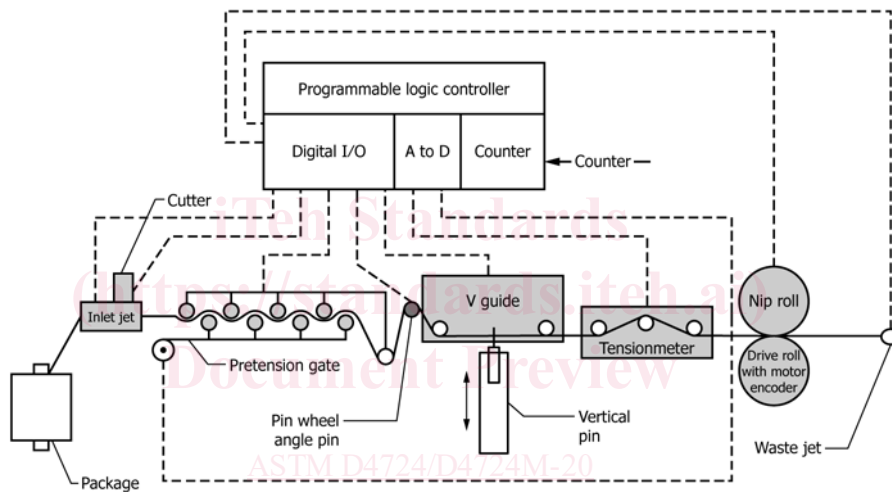 Programmable logic controller
Digital I/O
A to D
Counter
Counter
Cutter
iTeh Standards
(https://standards.iteh.ai)
Document Preview
Inlet jet
V guide
Nip roll
Pretension gate
Tensionmeter
Drive roll
with motor
encoder
Pin wheel
angle pin
Vertical
pin
Waste jet
Package
ASTM D4724/D4724M-20